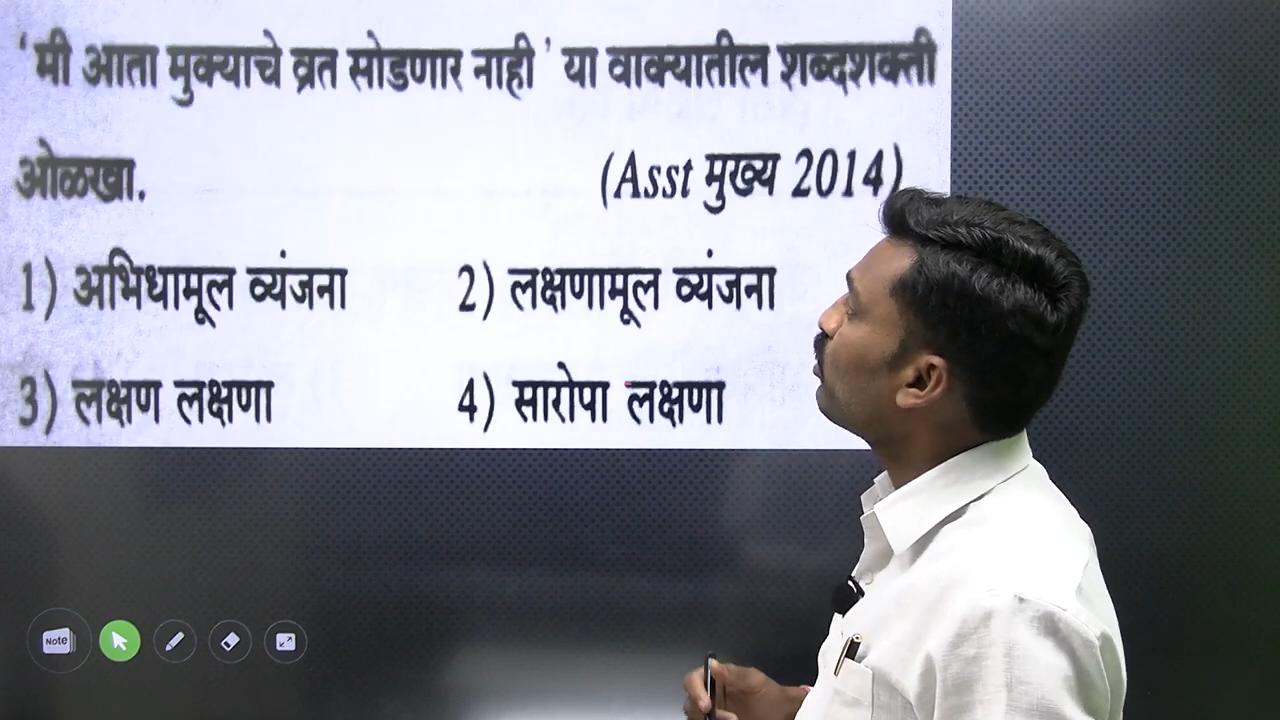 'मी आता मुक्याचे व्रत सोडणार नाही' या वाक्यातील शब्दशक्ती
ओळखा. (Asst मुख्य 2014)
1) अभिधामूल व्यंजना 2) लक्षणामूल व्यंजना
3) लक्षण लक्षणा 4) सारोपा लक्षणा
Note